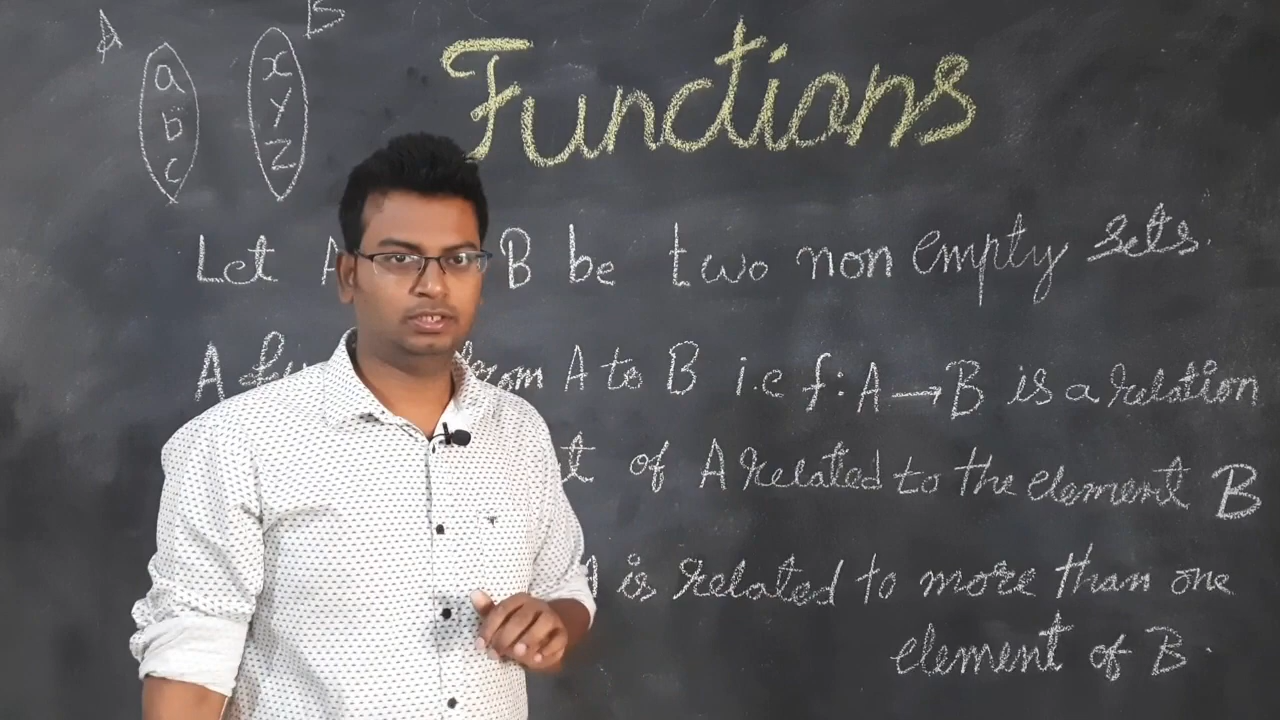 A B
a x
b y
c z
Functions
Let A B be two non empty sets.
A from A to B i.e f: A → B is a relation
of A related to the element B
is related to more than one
element of B.